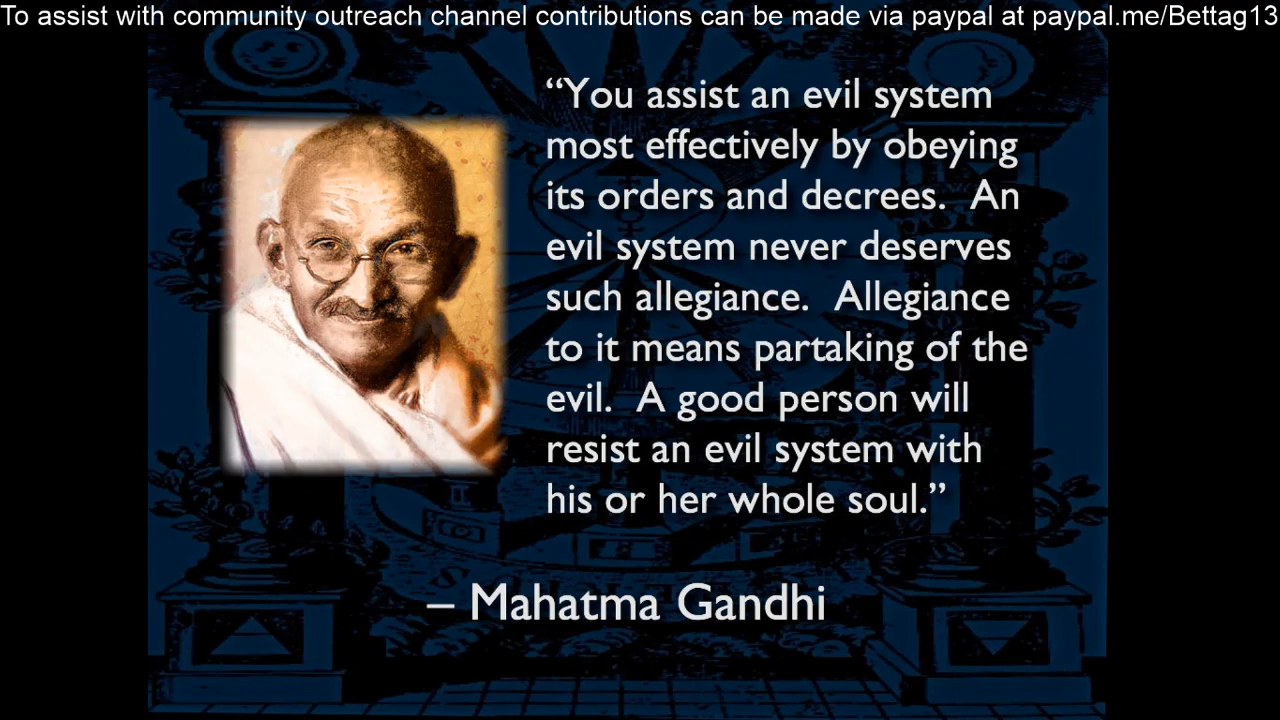 To assist with community outreach channel contributions can be made via paypal at paypal.me/Bettag13
“You assist an evil system
most effectively by obeying
its orders and decrees.  An
evil system never deserves
such allegiance.  Allegiance
to it means partaking of the
evil.  A good person will
resist an evil system with
his or her whole soul.”
– Mahatma Gandhi